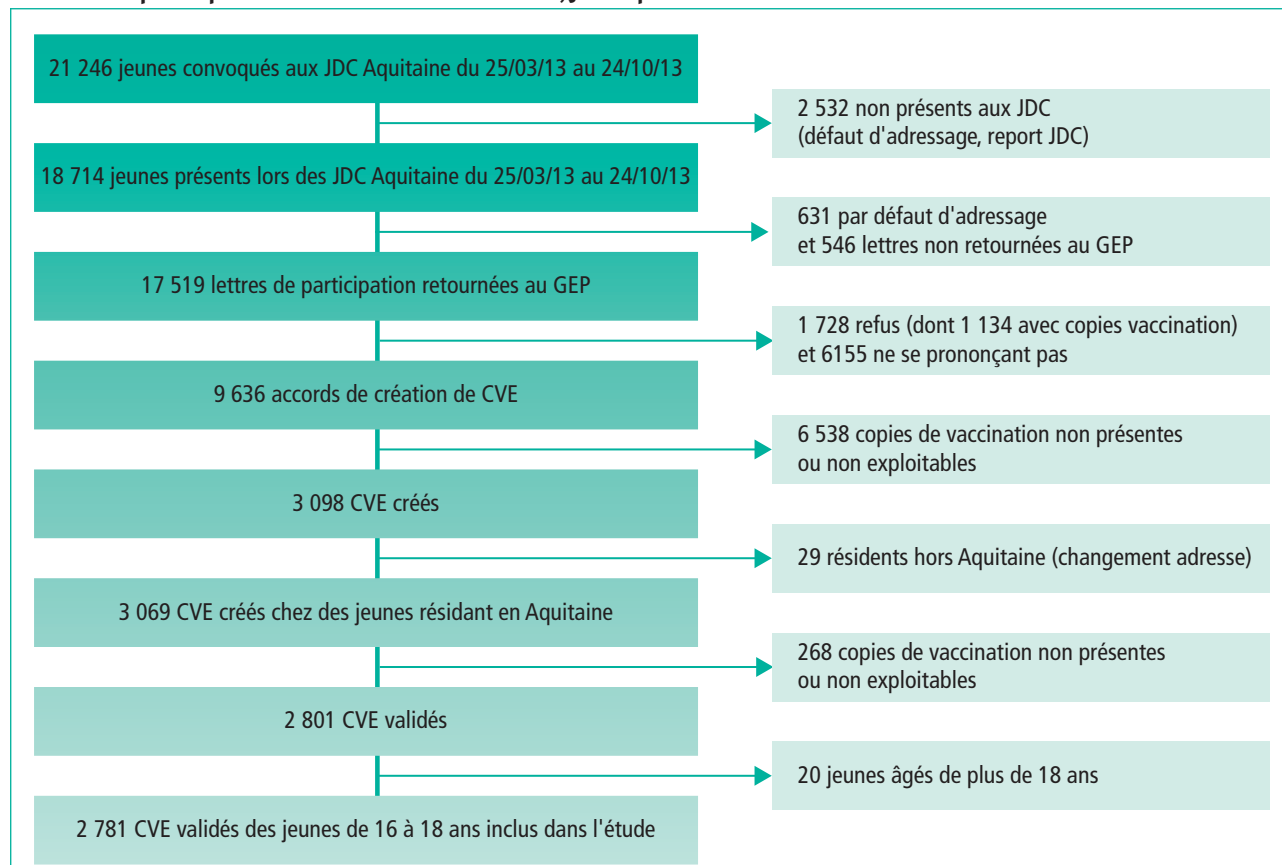 21 246 jeunes convoqués aux JDC Aquitaine du 25/03/13 au 24/10/13
2 532 non présents aux JDC
(défaut d'adressage, report JDC)
18 714 jeunes présents lors des JDC Aquitaine du 25/03/13 au 24/10/13
631 par défaut d'adressage
et 546 lettres non retournées au GEP
17 519 lettres de participation retournées au GEP
1 728 refus (dont 1 134 avec copies vaccination)
et 6155 ne se prononçant pas
9 636 accords de création de CVE
6 538 copies de vaccination non présentes
ou non exploitables
3 098 CVE créés
29 résidents hors Aquitaine (changement adresse)
3 069 CVE créés chez des jeunes résidant en Aquitaine
268 copies de vaccination non présentes
ou non exploitables
2 801 CVE validés
20 jeunes âgés de plus de 18 ans
2 781 CVE validés des jeunes de 16 à 18 ans inclus dans l'étude